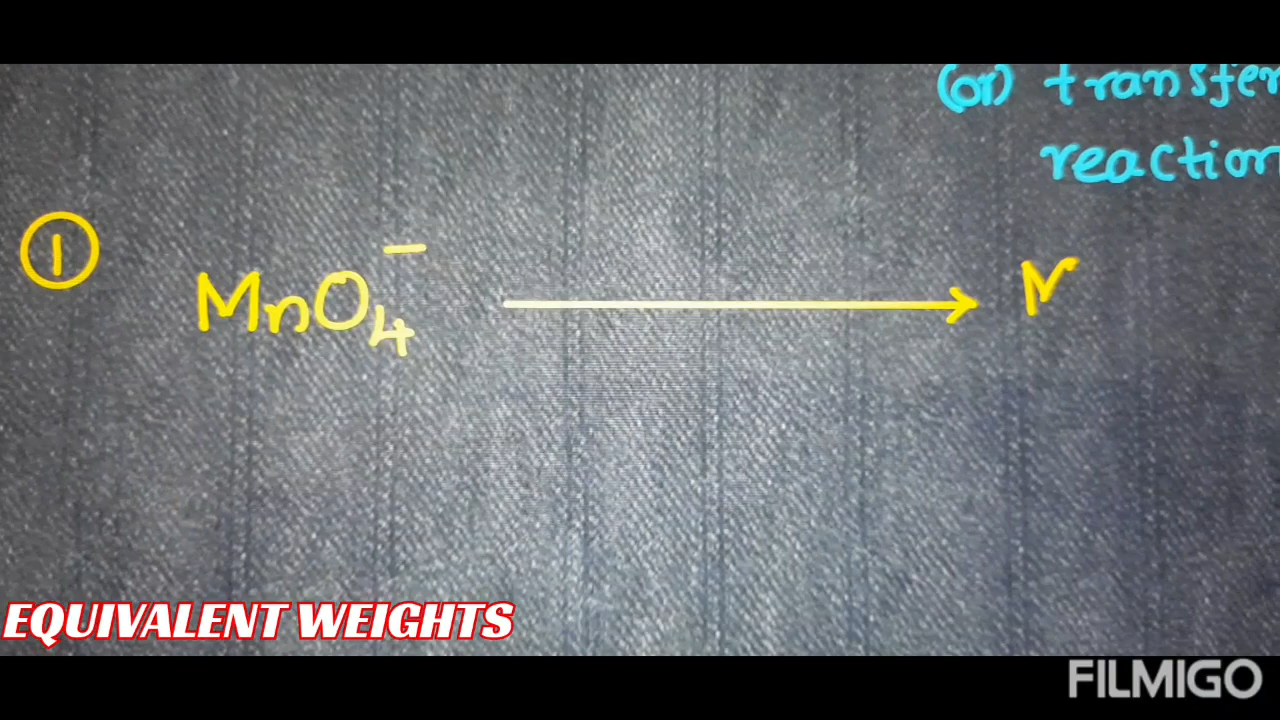 (or) transfer
reaction
① MnO₄⁻ ⟶ M
EQUIVALENT WEIGHTS
FILMIGO